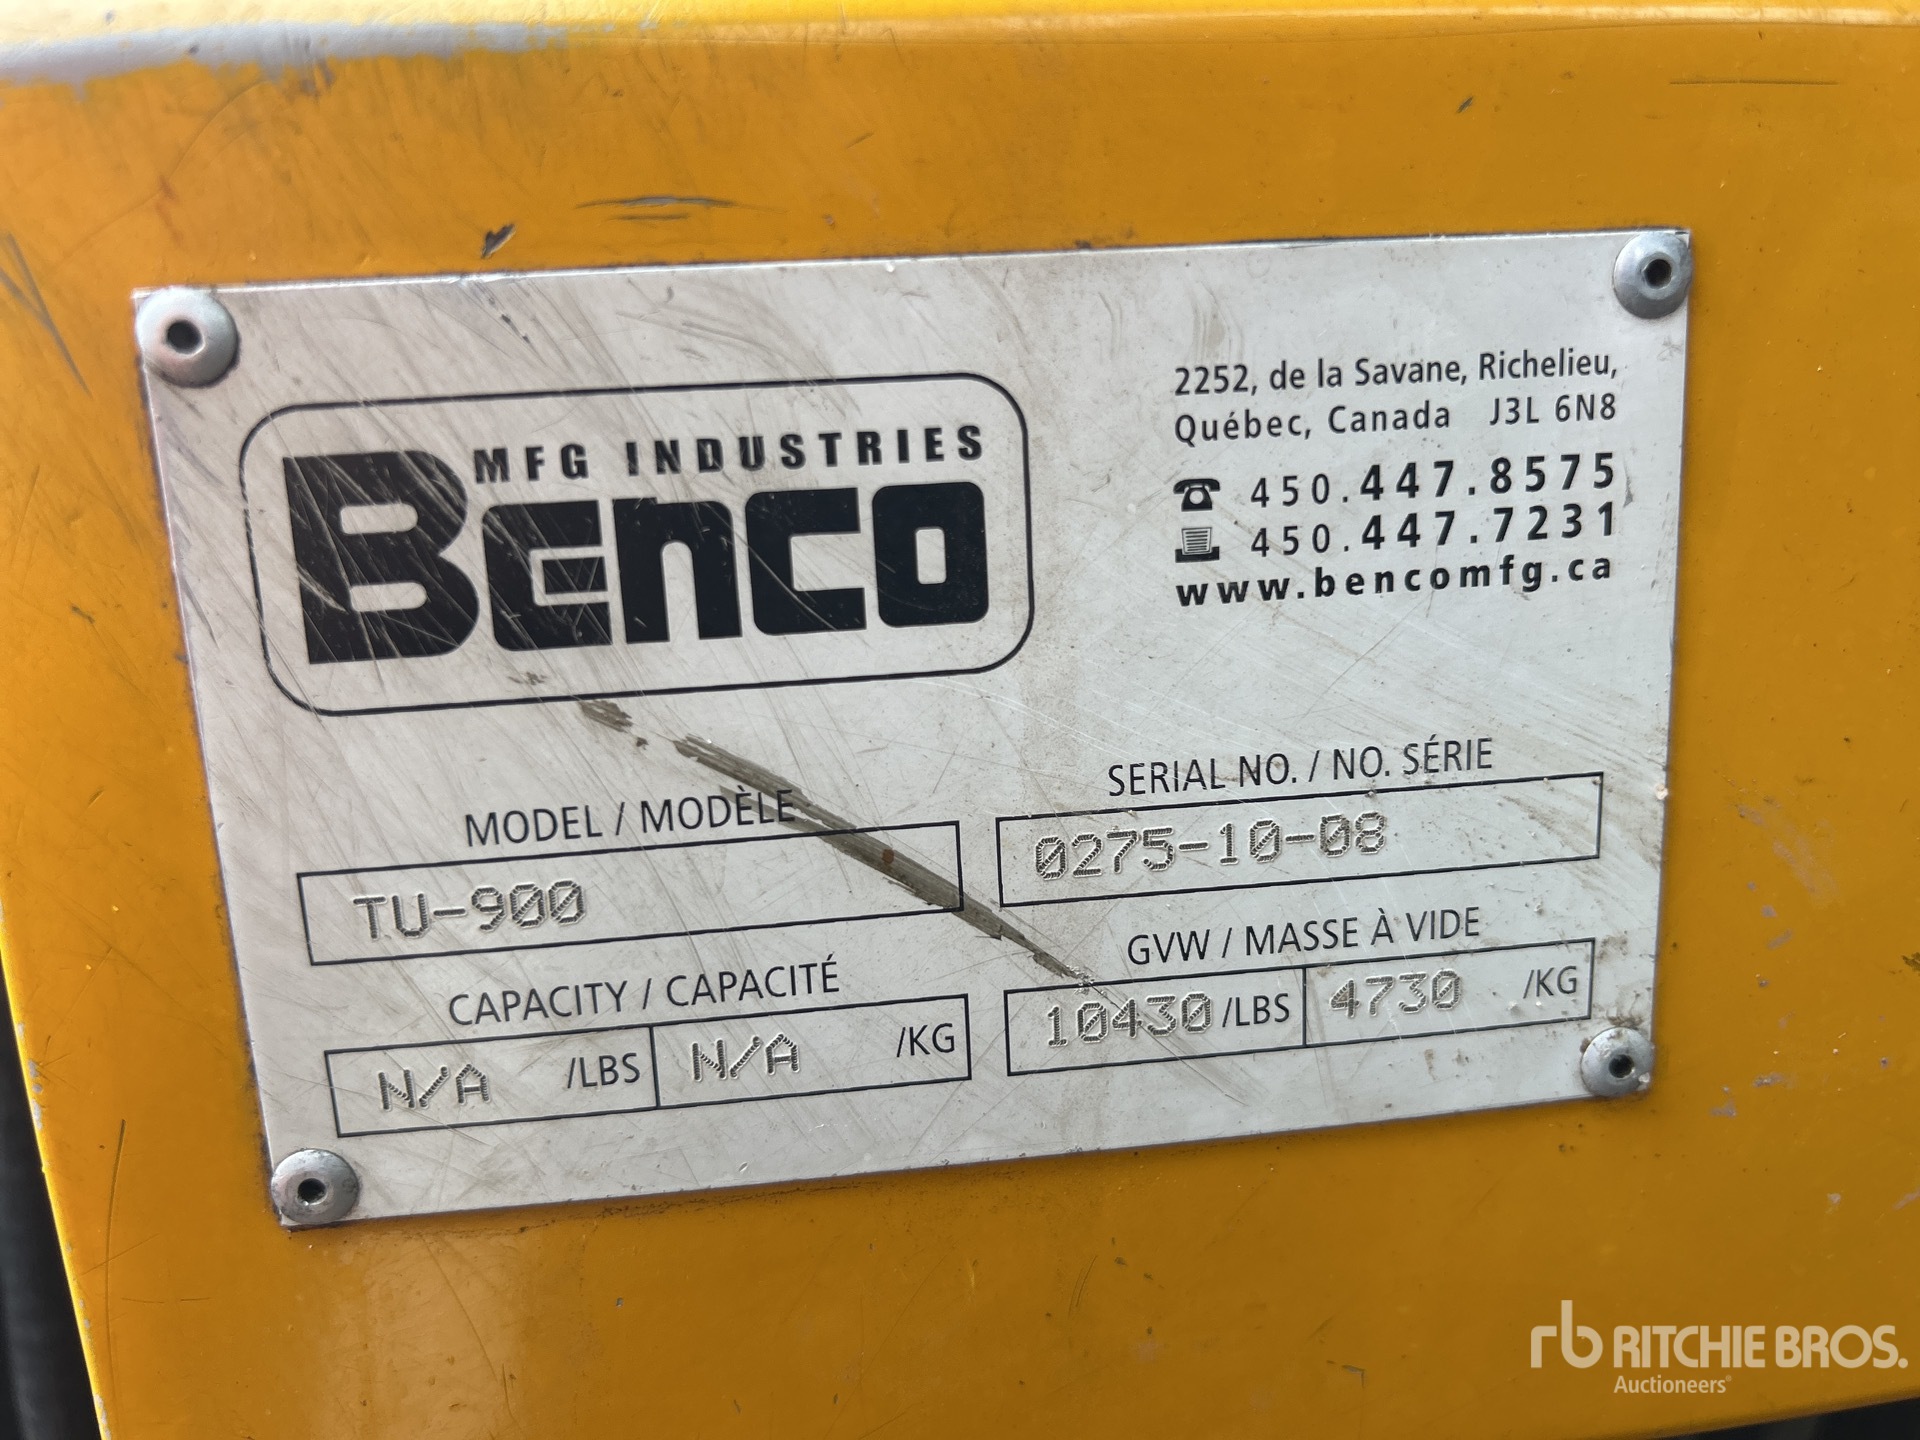 MFG INDUSTRIES
BENCO
2252, de la Savane, Richelieu,
Québec, Canada J3L 6N8
450.447.8575
450.447.7231
www.bencomfg.ca
MODEL / MODÈLE
TU-900
SERIAL NO. / NO. SÉRIE
0275-10-08
CAPACITY / CAPACITÉ
N/A /LBS N/A /KG
GVW / MASSE À VIDE
10430 /LBS 4730 /KG
rb RITCHIE BROS.
Auctioneers